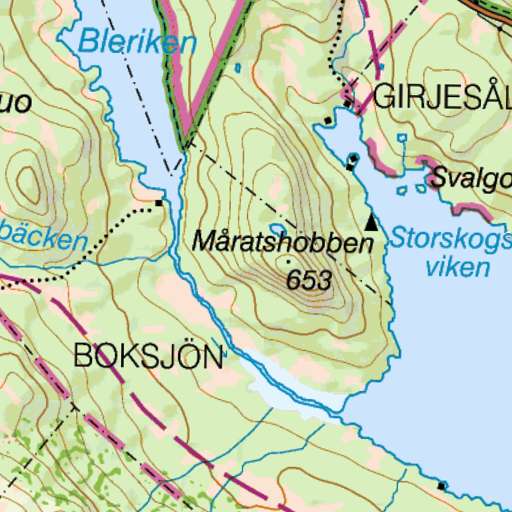 Bleriken
uo
GIRJESÅL
Svalgo
bäcken
Måratshobben
Storskogs
viken
653
BOKSJÖN